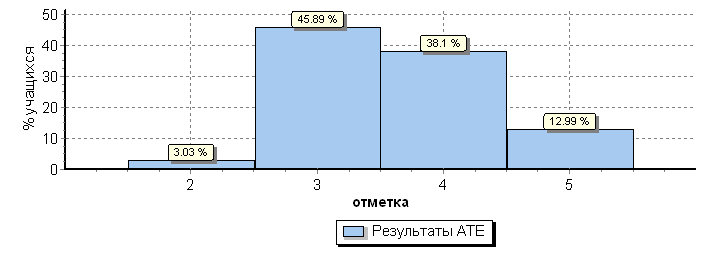 50
45.89 %
40
38.1 %
30
20
12.99 %
10
3.03 %
0
% учащихся
2 3 4 5
отметка
Результаты АТЕ